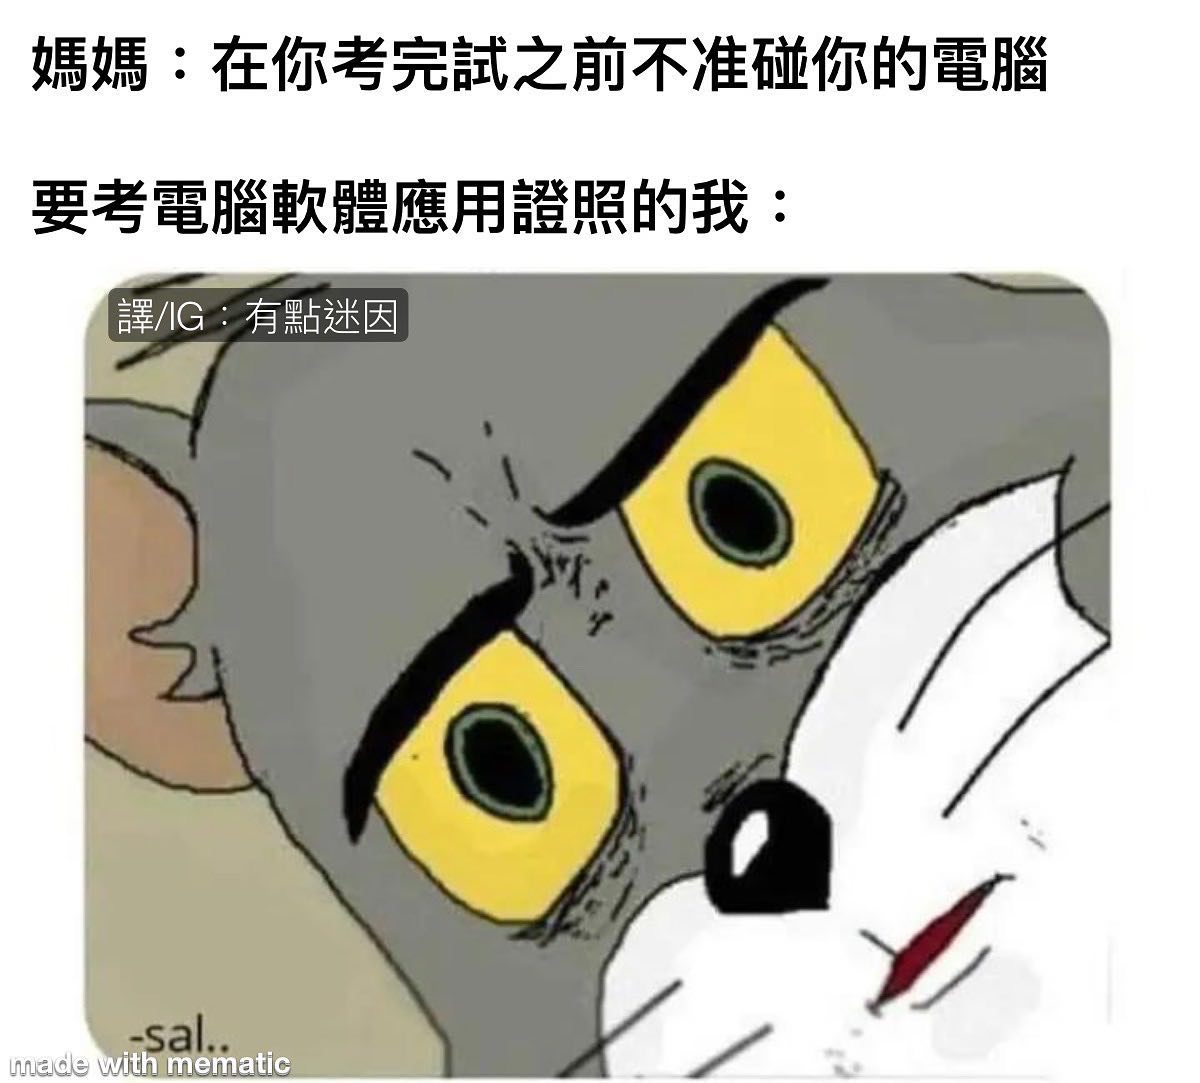 媽媽：在你考完試之前不准碰你的電腦
要考電腦軟體應用證照的我：
譯/IG：有點迷因
-sal..
made with mematic